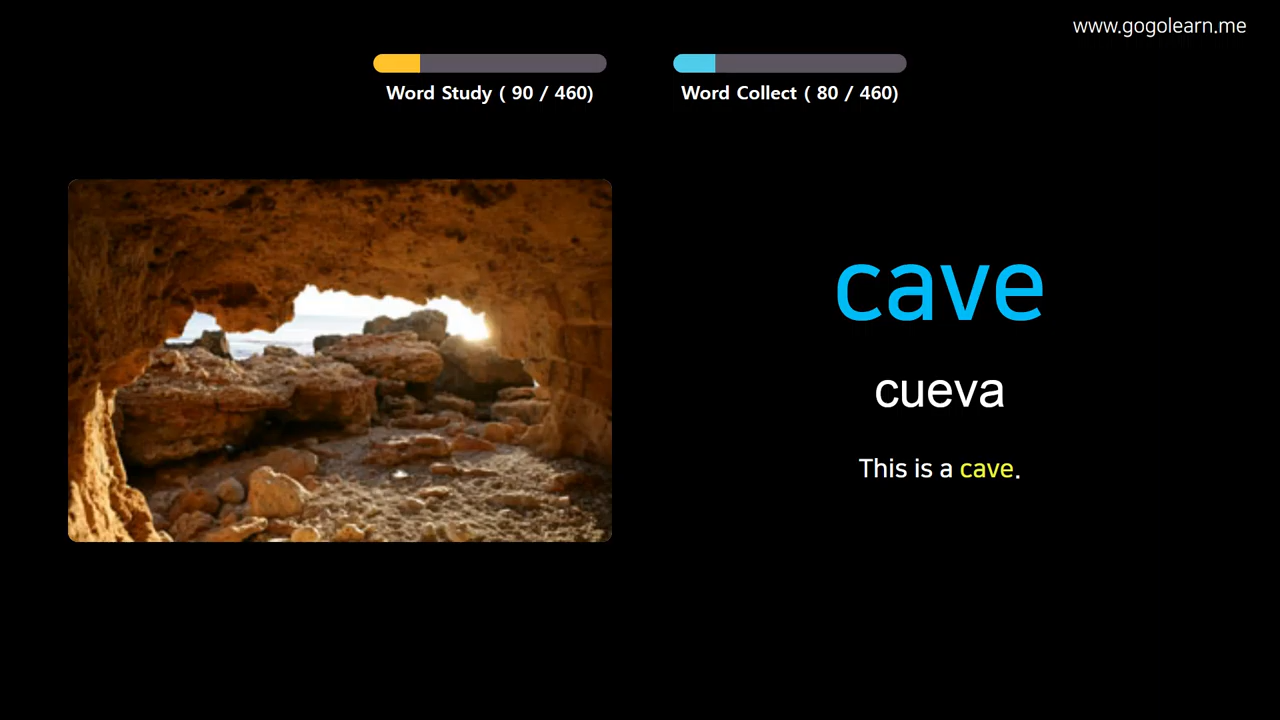 www.gogolearn.me
Word Study ( 90 / 460)
Word Collect ( 80 / 460)
cave
cueva
This is a cave.